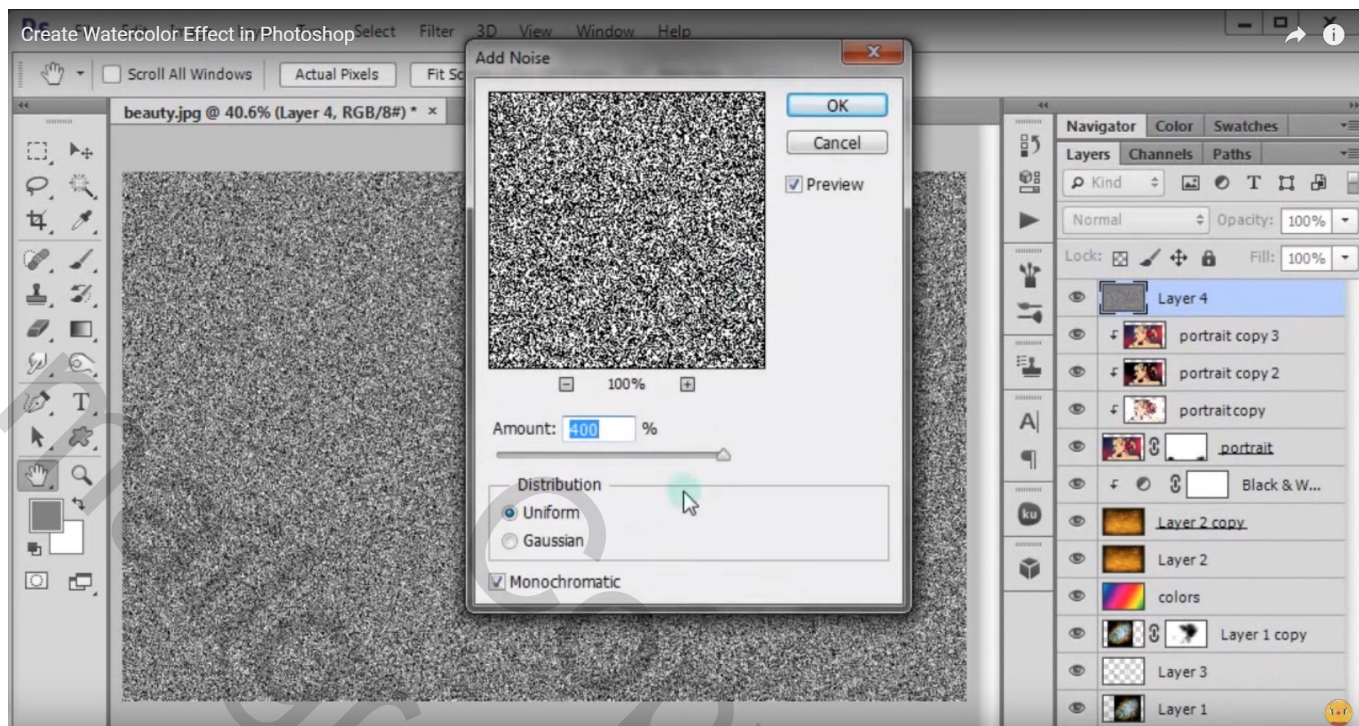 Create Watercolor Effect in Photoshop
Select Filter 3D View Window Help
Scroll All Windows Actual Pixels Fit Sc
beauty.jpg @ 40.6% (Layer 4, RGB/8#) * ×
Add Noise
OK
Cancel
Preview
100%
Amount: 400 %
Distribution
Uniform
Gaussian
Monochromatic
Navigator Color Swatches
Layers Channels Paths
Kind
Normal Opacity: 100%
Lock: Fill: 100%
Layer 4
portrait copy 3
portrait copy 2
portrait copy
portrait
Black & W...
Layer 2 copy
Layer 2
colors
Layer 1 copy
Layer 3
Layer 1
ku